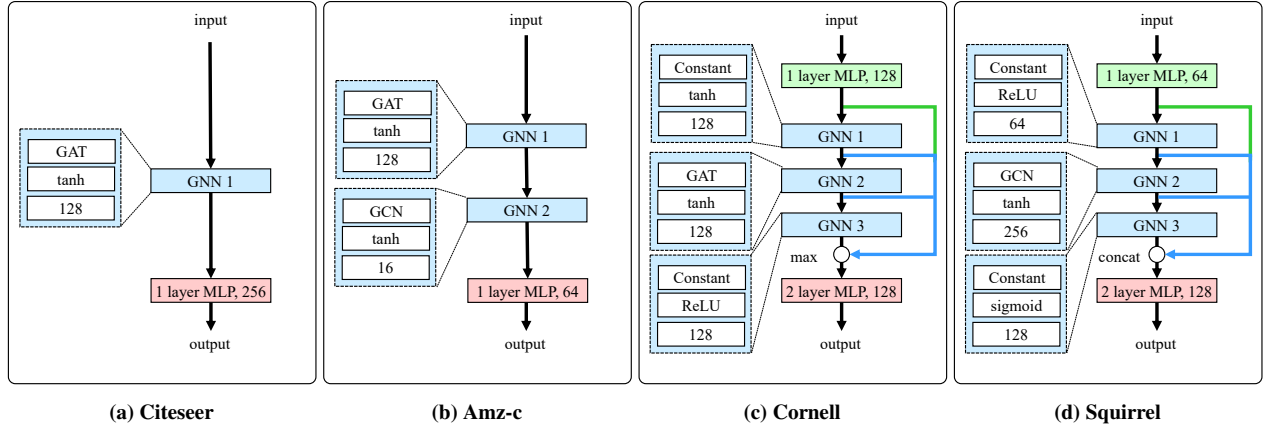 input
GAT
tanh
128
GNN 1
1 layer MLP, 256
output
(a) Citeseer
input
GAT
tanh
128
GNN 1
GCN
tanh
16
GNN 2
1 layer MLP, 64
output
(b) Amz-c
input
1 layer MLP, 128
Constant
tanh
128
GNN 1
GAT
tanh
128
GNN 2
GNN 3
Constant
ReLU
128
max
2 layer MLP, 128
output
(c) Cornell
input
1 layer MLP, 64
Constant
ReLU
64
GNN 1
GCN
tanh
256
GNN 2
GNN 3
Constant
sigmoid
128
concat
2 layer MLP, 128
output
(d) Squirrel